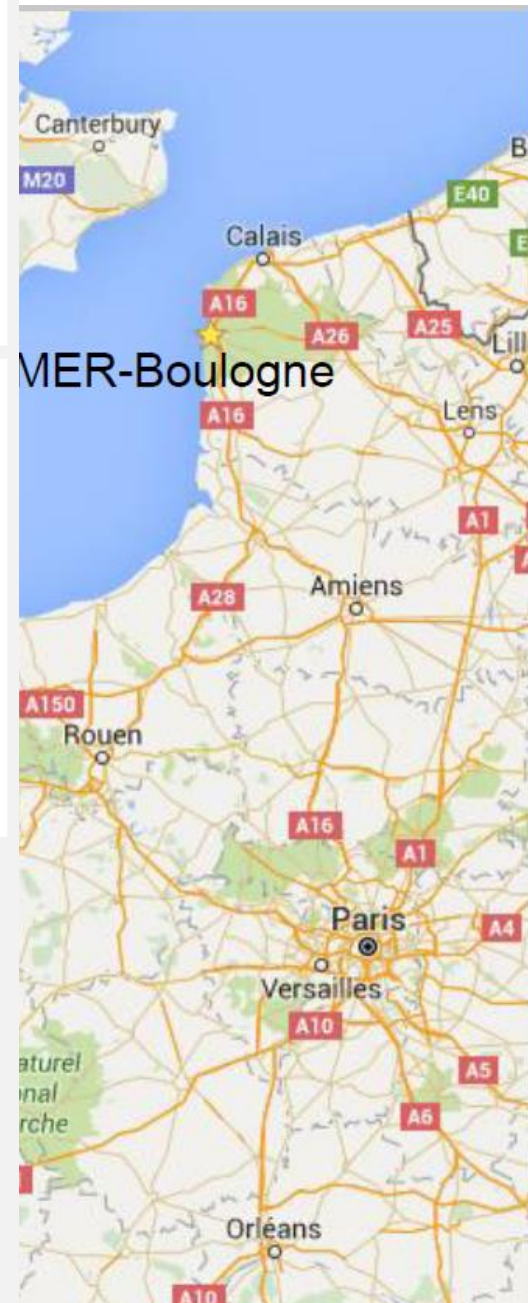 Canterbury
M20
E40
Calais
A16
A26
A25
MER-Boulogne
A16
Lens
A1
Amiens
A28
A150
Rouen
A16
A1
Paris
A4
Versailles
A10
aturel
A5
nal
rche
A6
Orléans
A10